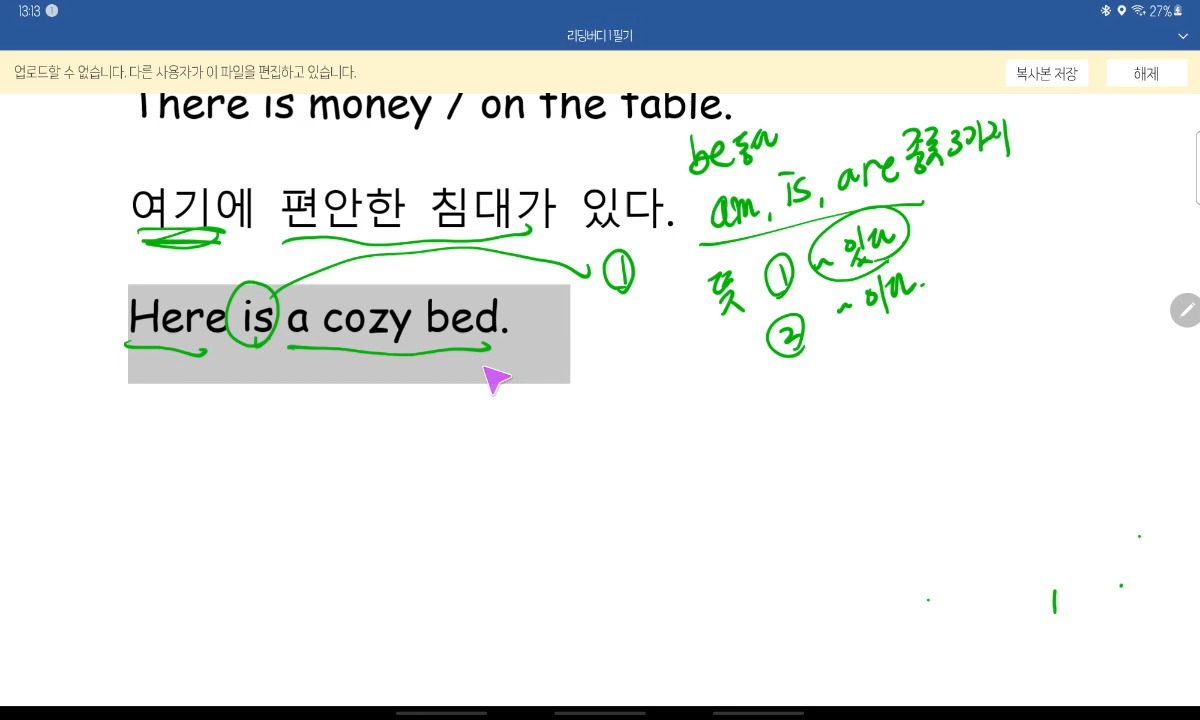 13:13
27%
리딩버디1필기
업로드할 수 없습니다. 다른 사용자가 이 파일을 편집하고 있습니다.
복사본 저장
해제
There is money / on the table.
be동사
am, is, are 종류 3가지
여기에 편안한 침대가 있다.
뜻 ① ~ 있다
~ 이다.
②
①
Here is a cozy bed.